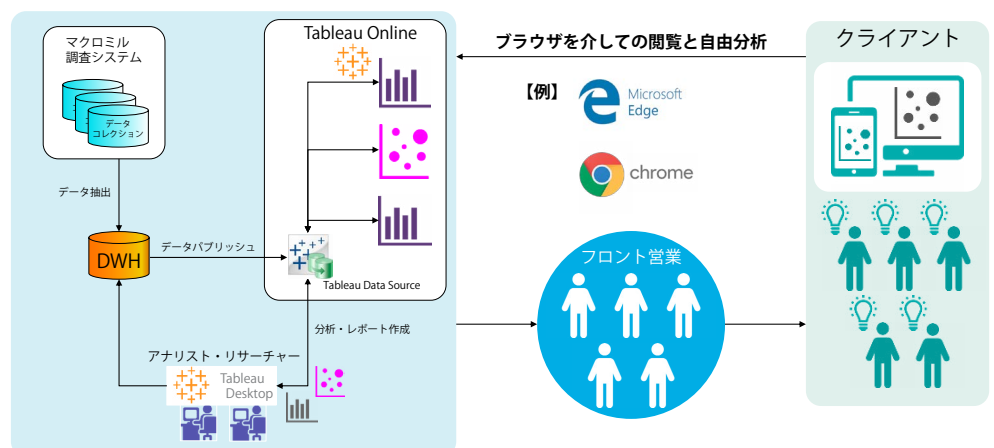 マクロミル
調査システム
データ
コレクション
データ抽出
DWH
データパブリッシュ
Tableau Online
Tableau Data Source
分析・レポート作成
アナリスト・リサーチャー
Tableau
Desktop
ブラウザを介しての閲覧と自由分析
【例】
Microsoft
Edge
chrome
フロント営業
クライアント